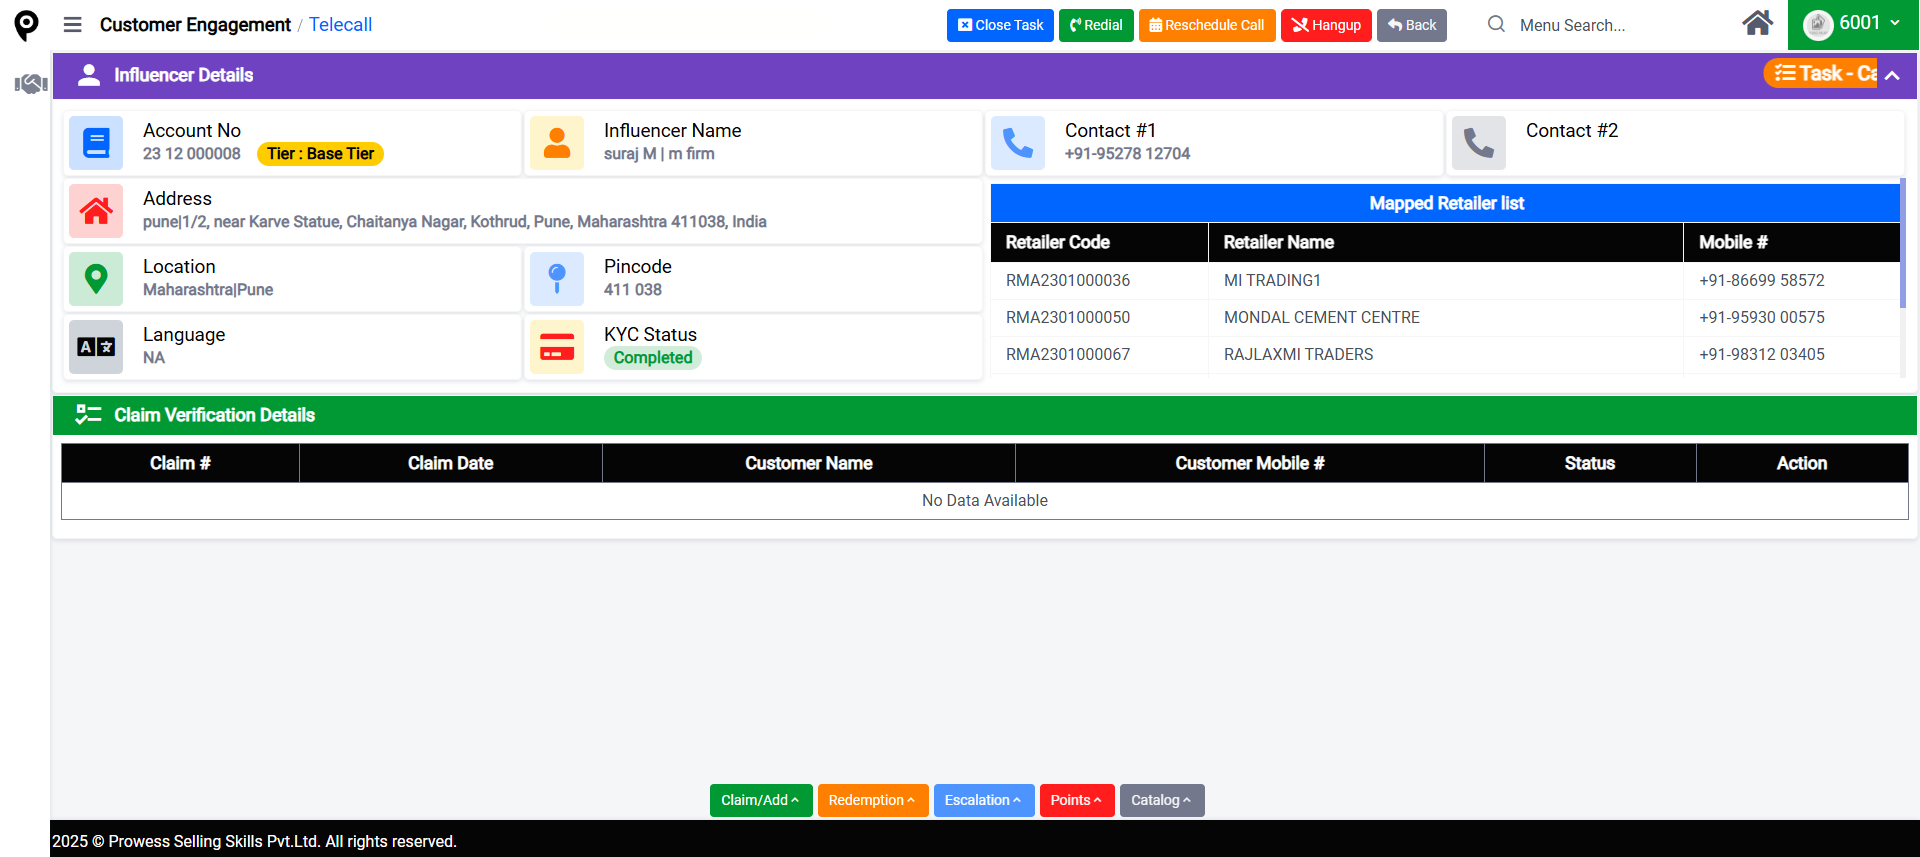 Customer Engagement / Telecall
Close Task
Redial
Reschedule Call
Hangup
Back
Menu Search...
6001
Influencer Details
Task - Ca
Account No
23 12 000008
Tier : Base Tier
Influencer Name
suraj M | m firm
Contact #1
+91-95278 12704
Contact #2
Address
pune|1/2, near Karve Statue, Chaitanya Nagar, Kothrud, Pune, Maharashtra 411038, India
Location
Maharashtra|Pune
Pincode
411 038
Language
NA
KYC Status
Completed
Mapped Retailer list
Retailer Code Retailer Name Mobile #
RMA2301000036 MI TRADING1 +91-86699 58572
RMA2301000050 MONDAL CEMENT CENTRE +91-95930 00575
RMA2301000067 RAJLAXMI TRADERS +91-98312 03405
Claim Verification Details
Claim # Claim Date Customer Name Customer Mobile # Status Action
No Data Available
Claim/Add
Redemption
Escalation
Points
Catalog
2025 © Prowess Selling Skills Pvt.Ltd. All rights reserved.